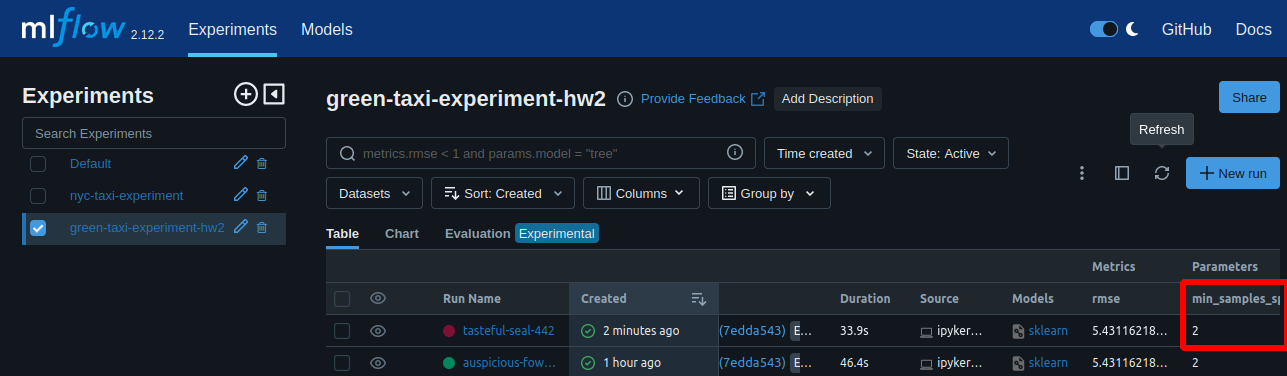 mlflow 2.12.2 Experiments Models GitHub Docs
Experiments
Search Experiments
Default
nyc-taxi-experiment
green-taxi-experiment-hw2
green-taxi-experiment-hw2 Provide Feedback Add Description Share
Refresh
metrics.rmse < 1 and params.model = "tree" Time created State: Active
New run
Datasets Sort: Created Columns Group by
Table Chart Evaluation Experimental
Metrics Parameters
Run Name Created Duration Source Models rmse min_samples_sp
tasteful-seal-442 2 minutes ago (7edda543) E... 33.9s ipyker... sklearn 5.43116218... 2
auspicious-fow... 1 hour ago (7edda543) E... 46.4s ipyker... sklearn 5.43116218... 2